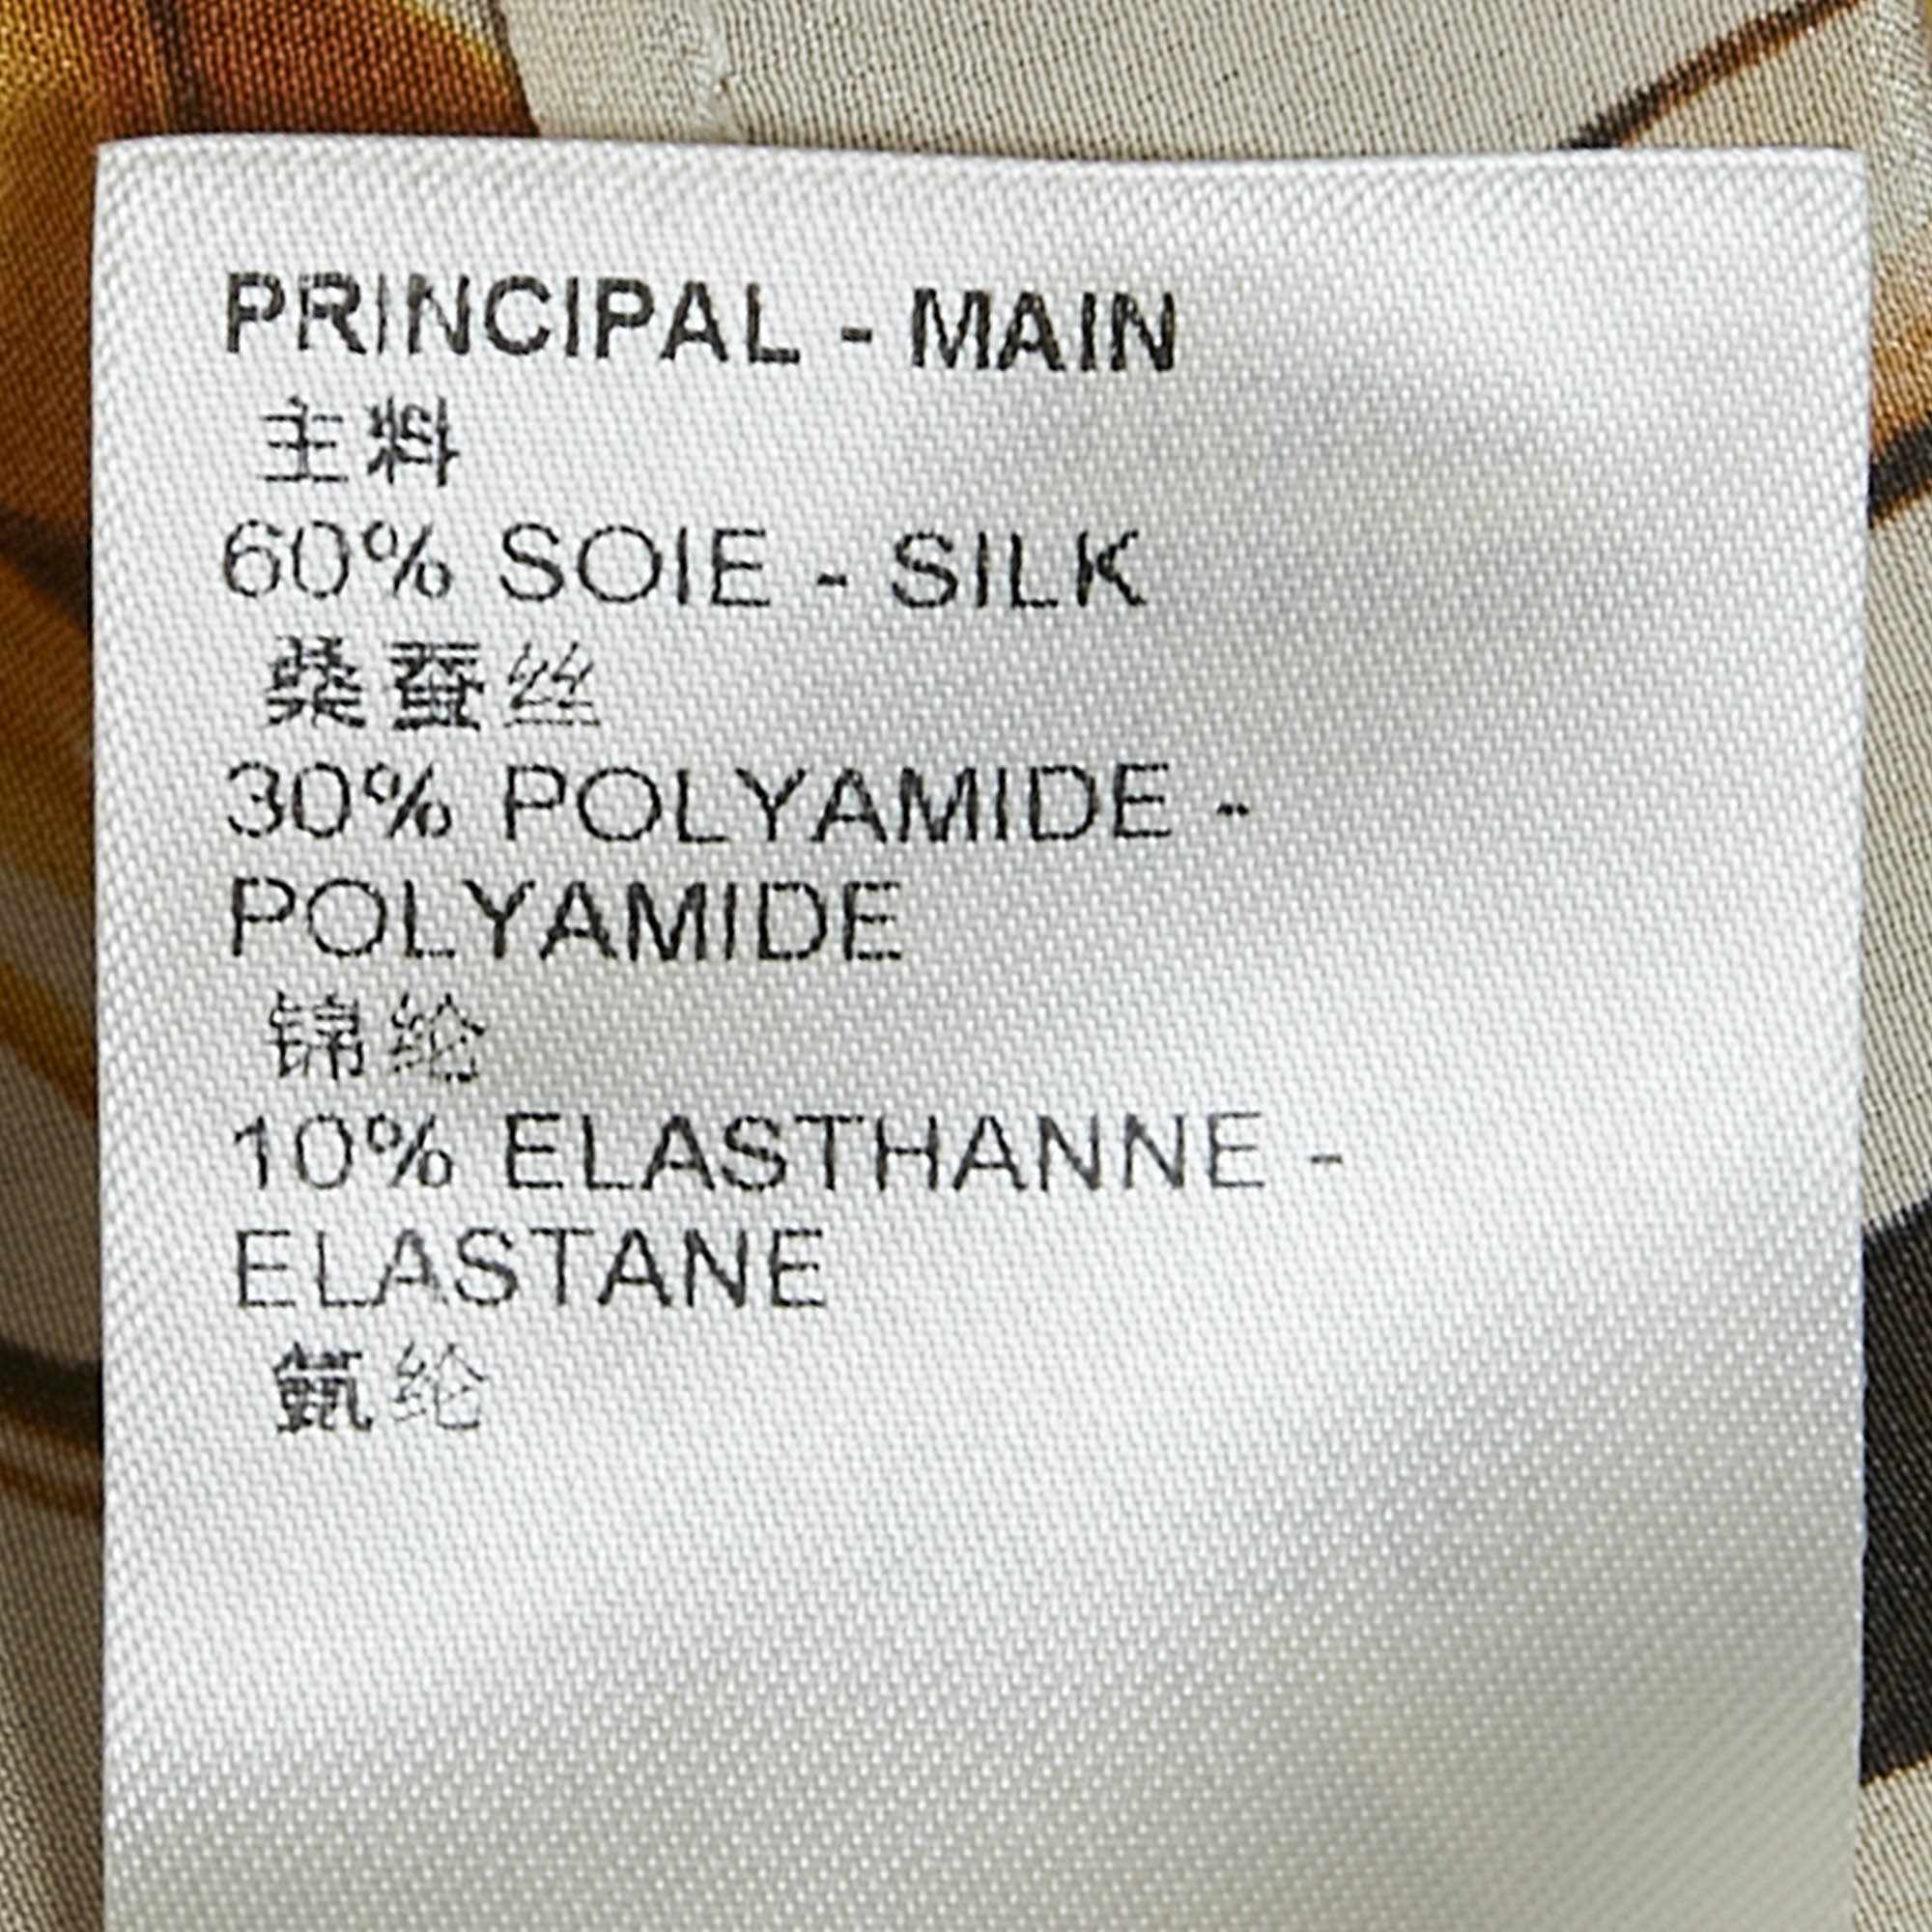 PRINCIPAL - MAIN
主料
60% SOIE - SILK
桑蚕丝
30% POLYAMIDE -
POLYAMIDE
锦纶
10% ELASTHANNE -
ELASTANE
氨纶